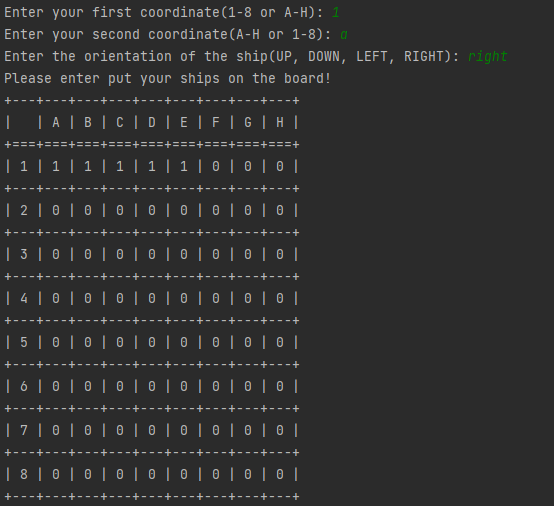 Enter your first coordinate(1-8 or A-H): 1
Enter your second coordinate(A-H or 1-8): a
Enter the orientation of the ship(UP, DOWN, LEFT, RIGHT): right
Please enter put your ships on the board!
+---+---+---+---+---+---+---+---+---+
|   | A | B | C | D | E | F | G | H |
+===+===+===+===+===+===+===+===+===+
| 1 | 1 | 1 | 1 | 1 | 1 | 0 | 0 | 0 |
+---+---+---+---+---+---+---+---+---+
| 2 | 0 | 0 | 0 | 0 | 0 | 0 | 0 | 0 |
+---+---+---+---+---+---+---+---+---+
| 3 | 0 | 0 | 0 | 0 | 0 | 0 | 0 | 0 |
+---+---+---+---+---+---+---+---+---+
| 4 | 0 | 0 | 0 | 0 | 0 | 0 | 0 | 0 |
+---+---+---+---+---+---+---+---+---+
| 5 | 0 | 0 | 0 | 0 | 0 | 0 | 0 | 0 |
+---+---+---+---+---+---+---+---+---+
| 6 | 0 | 0 | 0 | 0 | 0 | 0 | 0 | 0 |
+---+---+---+---+---+---+---+---+---+
| 7 | 0 | 0 | 0 | 0 | 0 | 0 | 0 | 0 |
+---+---+---+---+---+---+---+---+---+
| 8 | 0 | 0 | 0 | 0 | 0 | 0 | 0 | 0 |
+---+---+---+---+---+---+---+---+---+